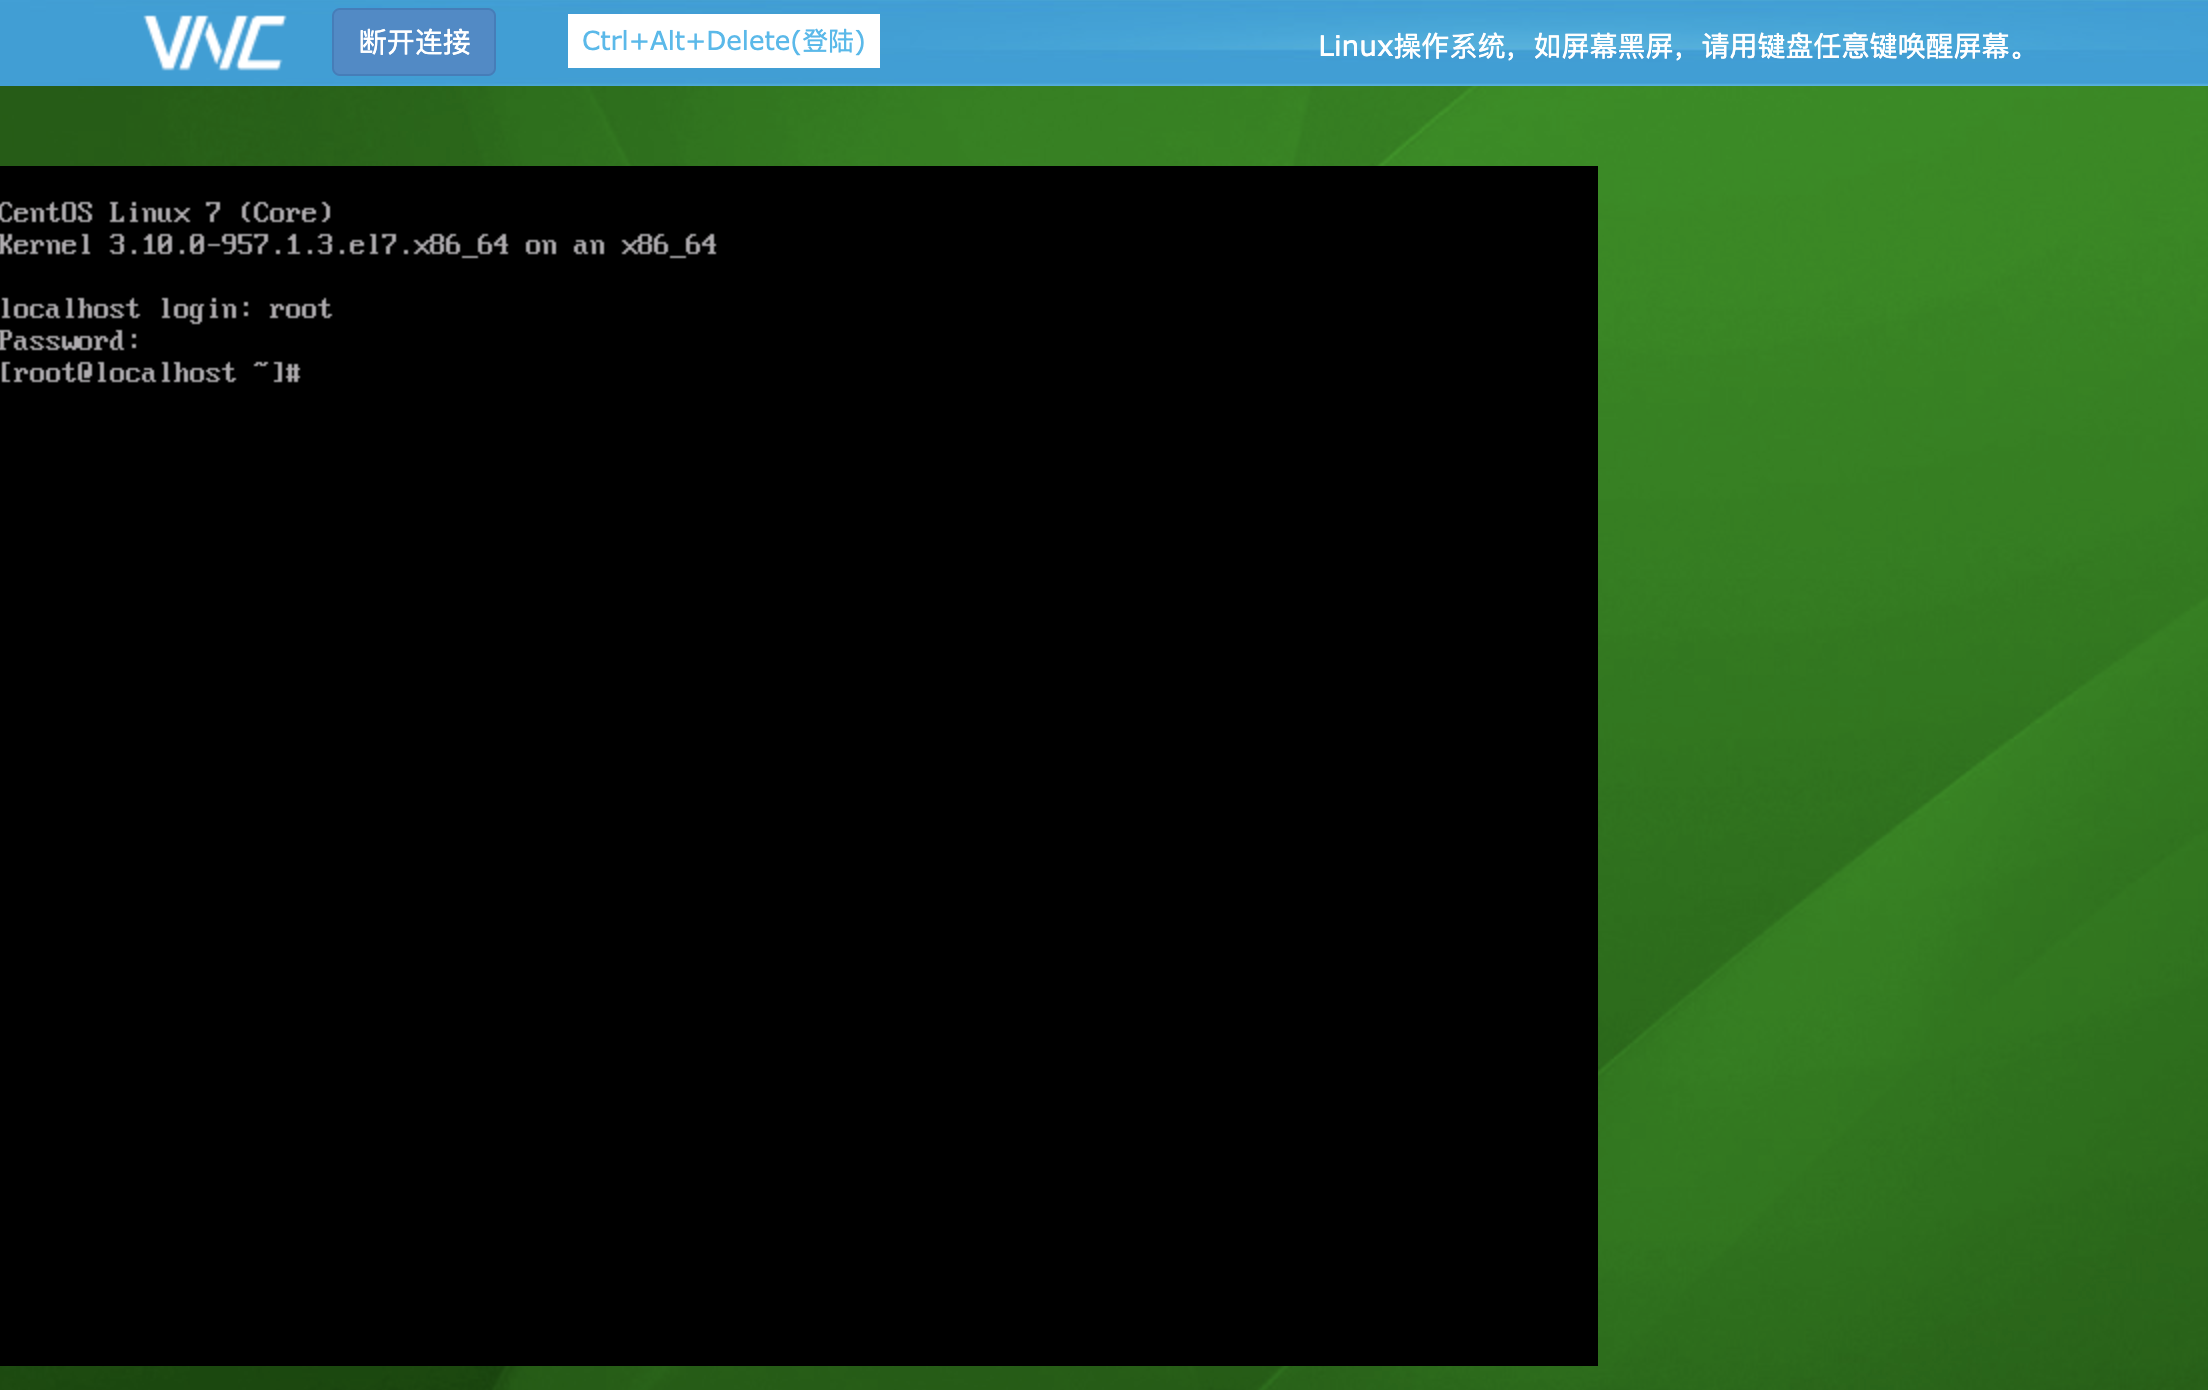 VNC
断开连接
Ctrl+Alt+Delete(登陆)
Linux操作系统，如屏幕黑屏，请用键盘任意键唤醒屏幕。
CentOS Linux 7 (Core)
Kernel 3.10.0-957.1.3.el7.x86_64 on an x86_64
localhost login: root
Password:
[root@localhost ~]#